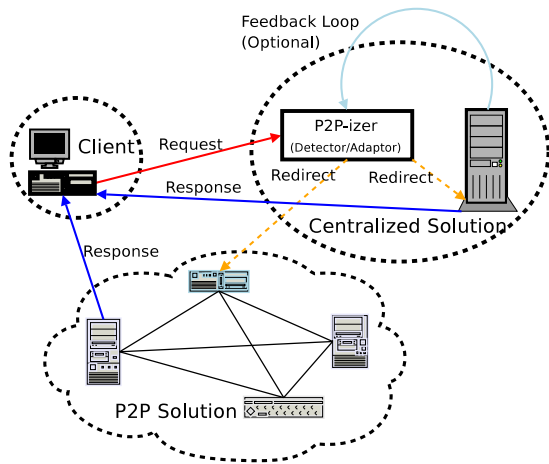 Feedback Loop
(Optional)
P2P-izer
(Detector/Adaptor)
Client
Request
Redirect
Redirect
Response
Centralized Solution
Response
P2P Solution